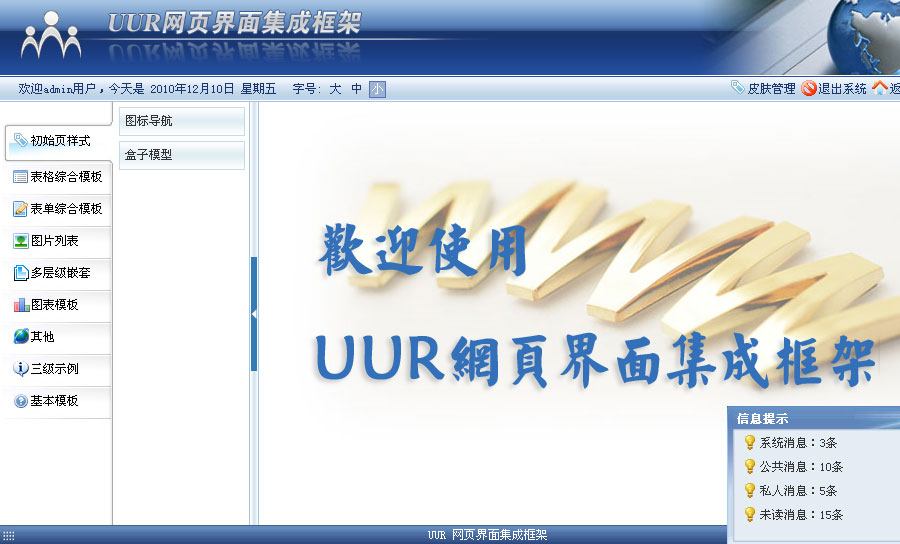 UUR网页界面集成框架
欢迎admin用户，今天是 2010年12月10日 星期五 字号: 大 中 小
皮肤管理 退出系统 返
初始页样式
表格综合模板
表单综合模板
图片列表
多层级嵌套
图表模板
其他
三级示例
基本模板
图标导航
盒子模型
歡迎使用
UUR網頁界面集成框架
信息提示
系统消息：3条
公共消息：10条
私人消息：5条
未读消息：15条
UUR 网页界面集成框架